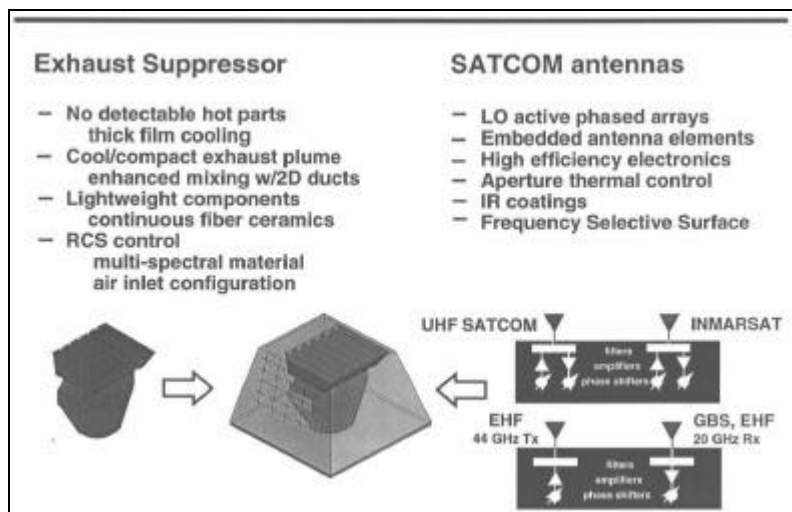 Exhaust Suppressor
– No detectable hot parts
thick film cooling
– Cool/compact exhaust plume
enhanced mixing w/2D ducts
– Lightweight components
continuous fiber ceramics
– RCS control
multi-spectral material
air inlet configuration
SATCOM antennas
– LO active phased arrays
– Embedded antenna elements
– High efficiency electronics
– Aperture thermal control
– IR coatings
– Frequency Selective Surface
UHF SATCOM
INMARSAT
filters
amplifiers
phase shifters
EHF
44 GHz Tx
GBS, EHF
20 GHz Rx
filters
amplifiers
phase shifters